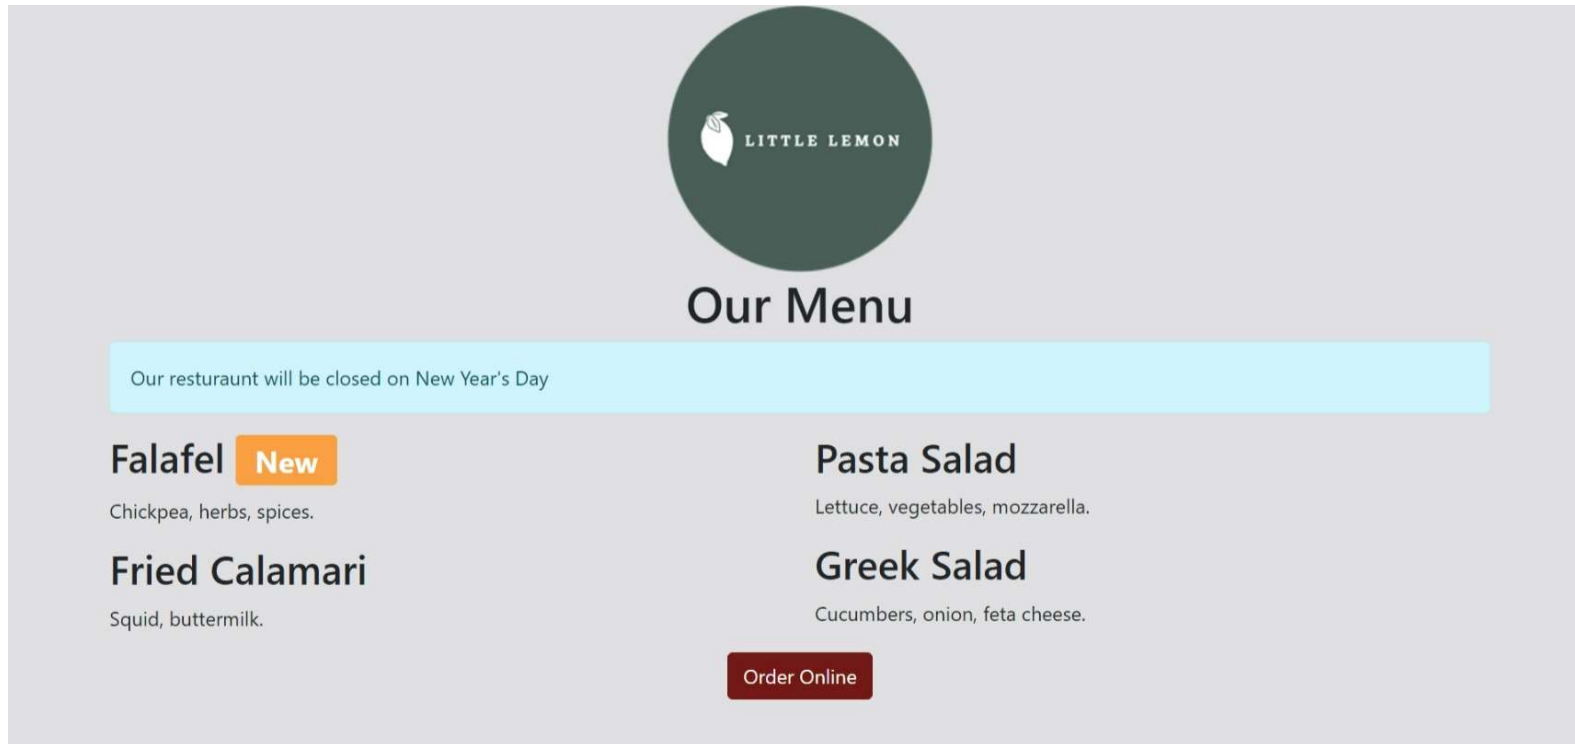 LITTLE LEMON
Our Menu
Our resturaunt will be closed on New Year's Day
Falafel New
Chickpea, herbs, spices.
Fried Calamari
Squid, buttermilk.
Pasta Salad
Lettuce, vegetables, mozzarella.
Greek Salad
Cucumbers, onion, feta cheese.
Order Online